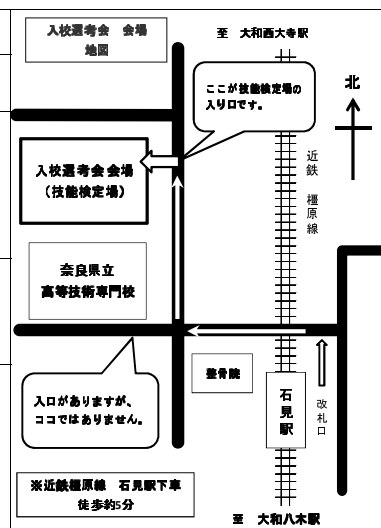 入校選考会 会場
地図
至 大和西大寺駅
ここが技能検定場の
入り口です。
北
入校選考会会場
（技能検定場）
近鉄 橿原線
奈良県立
高等技術専門校
整骨院
石見駅
改札口
入口がありますが、
ココではありません。
※近鉄橿原線 石見駅下車
徒歩約5分
至 大和八木駅